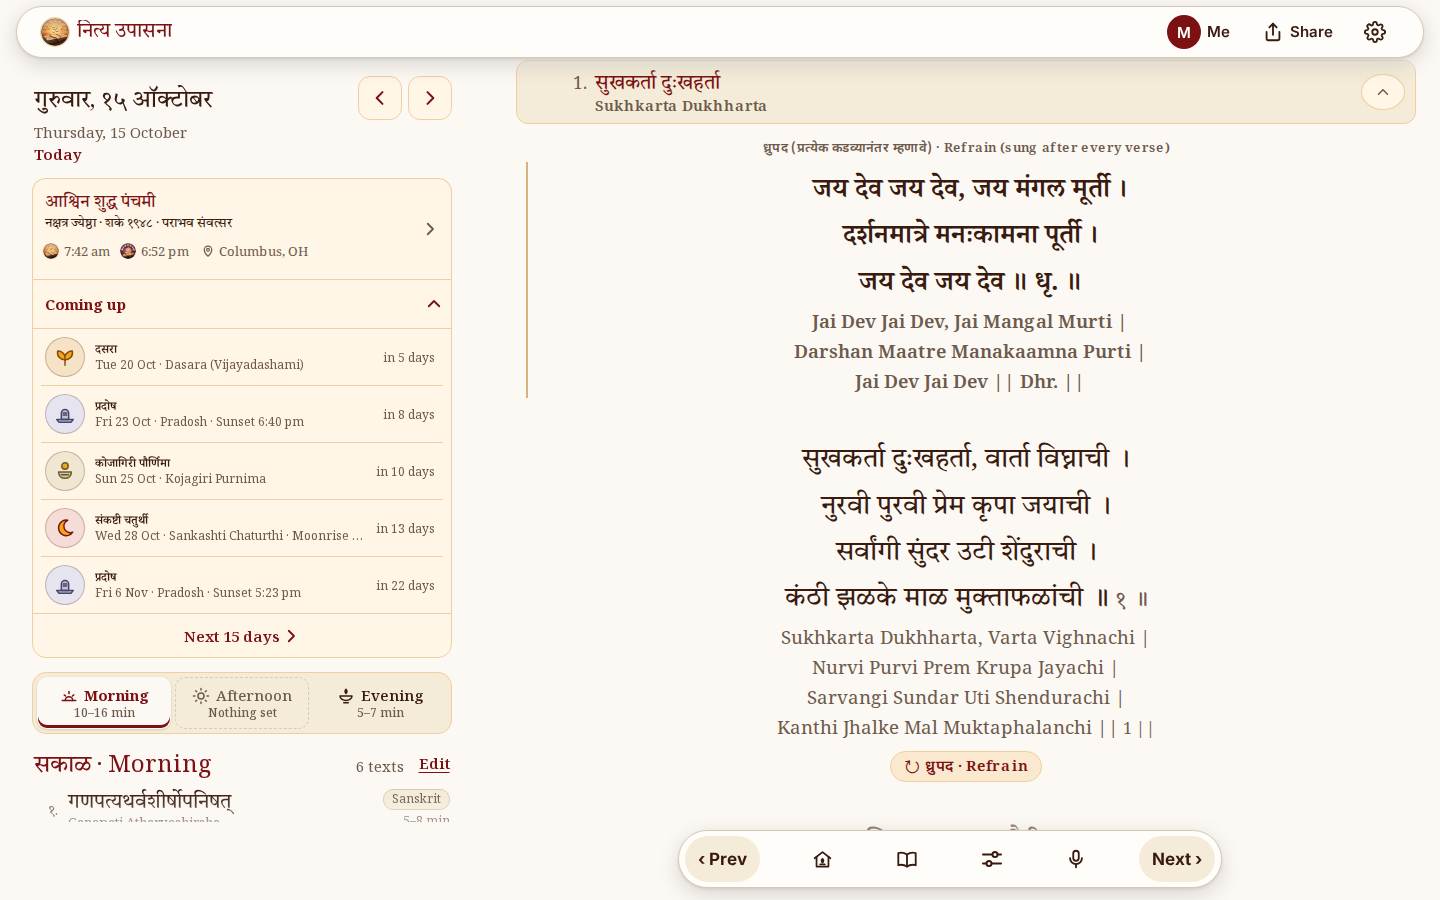 नित्य उपासना
M Me
Share
गुरुवार, १५ ऑक्टोबर
Thursday, 15 October
Today
आश्विन शुद्ध पंचमी
नक्षत्र ज्येष्ठा · शके १९४८ · पराभव संवत्सर
7:42 am 6:52 pm Columbus, OH
Coming up
दसरा
Tue 20 Oct · Dasara (Vijayadashami)
in 5 days
प्रदोष
Fri 23 Oct · Pradosh · Sunset 6:40 pm
in 8 days
कोजागिरी पौर्णिमा
Sun 25 Oct · Kojagiri Purnima
in 10 days
संकष्टी चतुर्थी
Wed 28 Oct · Sankashti Chaturthi · Moonrise …
in 13 days
प्रदोष
Fri 6 Nov · Pradosh · Sunset 5:23 pm
in 22 days
Next 15 days
Morning
10–16 min
Afternoon
Nothing set
Evening
5–7 min
सकाळ · Morning
6 texts Edit
१. गणपत्यथर्वशीर्षोपनिषत्
Sanskrit
1. सुखकर्ता दुःखहर्ता
Sukhkarta Dukhharta
ध्रुपद (प्रत्येक कडव्यानंतर म्हणावे) · Refrain (sung after every verse)
जय देव जय देव, जय मंगल मूर्ती ।
दर्शनमात्रे मनःकामना पूर्ती ।
जय देव जय देव ॥ धृ. ॥
Jai Dev Jai Dev, Jai Mangal Murti |
Darshan Maatre Manakaamna Purti |
Jai Dev Jai Dev || Dhr. ||
सुखकर्ता दुःखहर्ता, वार्ता विघ्नाची ।
नुरवी पुरवी प्रेम कृपा जयाची ।
सर्वांगी सुंदर उटी शेंदुराची ।
कंठी झळके माळ मुक्ताफळांची ॥ १ ॥
Sukhkarta Dukhharta, Varta Vighnachi |
Nurvi Purvi Prem Krupa Jayachi |
Sarvangi Sundar Uti Shendurachi |
Kanthi Jhalke Mal Muktaphalanchi || 1 ||
ध्रुपद · Refrain
‹ Prev
Next ›